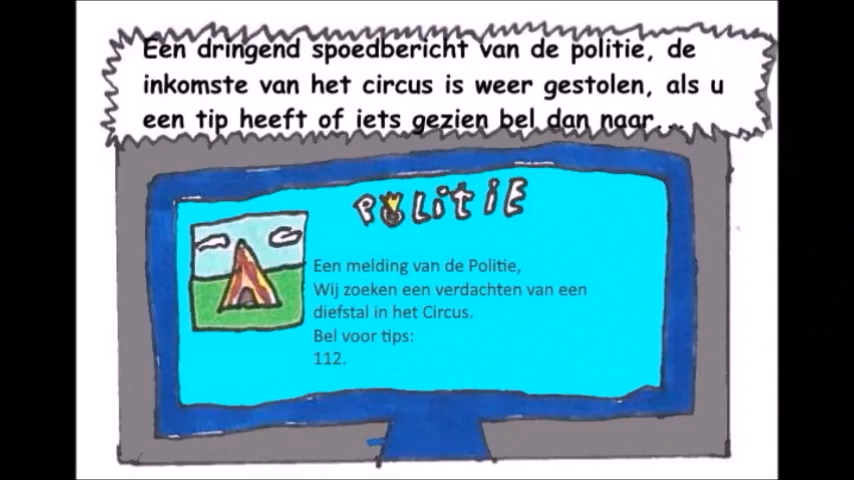 Een dringend spoedbericht van de politie, de
inkomste van het circus is weer gestolen, als u
een tip heeft of iets gezien bel dan naar...
POLITIE
Een melding van de Politie,
Wij zoeken een verdachten van een
diefstal in het Circus.
Bel voor tips:
112.